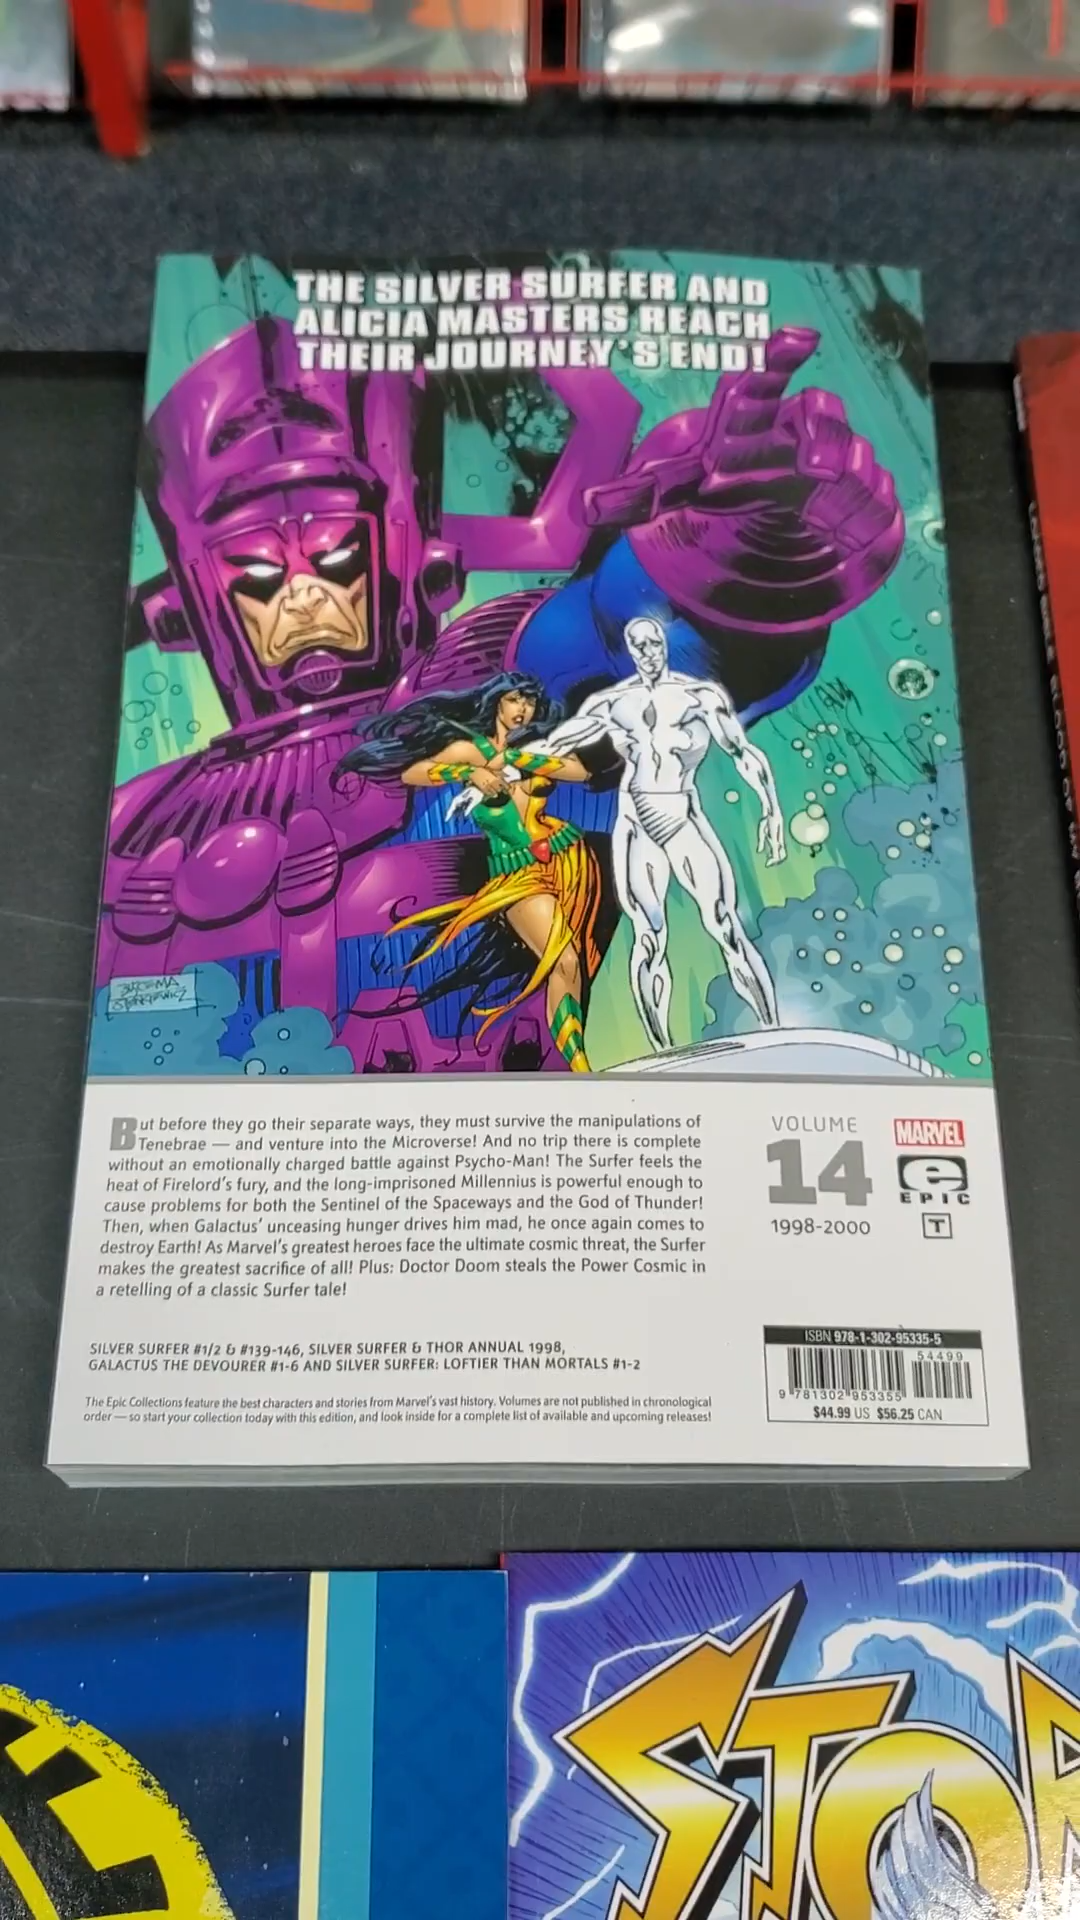 THE SILVER SURFER AND
ALICIA MASTERS REACH
THEIR JOURNEY'S END!
But before they go their separate ways, they must survive the manipulations of
Tenebrae — and venture into the Microverse! And no trip there is complete
without an emotionally charged battle against Psycho-Man! The Surfer feels the
heat of Firelord's fury, and the long-imprisoned Millennius is powerful enough to
cause problems for both the Sentinel of the Spaceways and the God of Thunder!
Then, when Galactus' unceasing hunger drives him mad, he once again comes to
destroy Earth! As Marvel's greatest heroes face the ultimate cosmic threat, the Surfer
makes the greatest sacrifice of all! Plus: Doctor Doom steals the Power Cosmic in
a retelling of a classic Surfer tale!
VOLUME
14
1998-2000
MARVEL
e
EPIC
T
SILVER SURFER #1/2 & #139-146, SILVER SURFER & THOR ANNUAL 1998,
GALACTUS THE DEVOURER #1-6 AND SILVER SURFER: LOFTIER THAN MORTALS #1-2
The Epic Collections feature the best characters and stories from Marvel's vast history. Volumes are not published in chronological
order — so start your collection today with this edition, and look inside for a complete list of available and upcoming releases!
ISBN 978-1-302-95335-5
54499
9 781302 953355
$44.99 US $56.25 CAN
STO